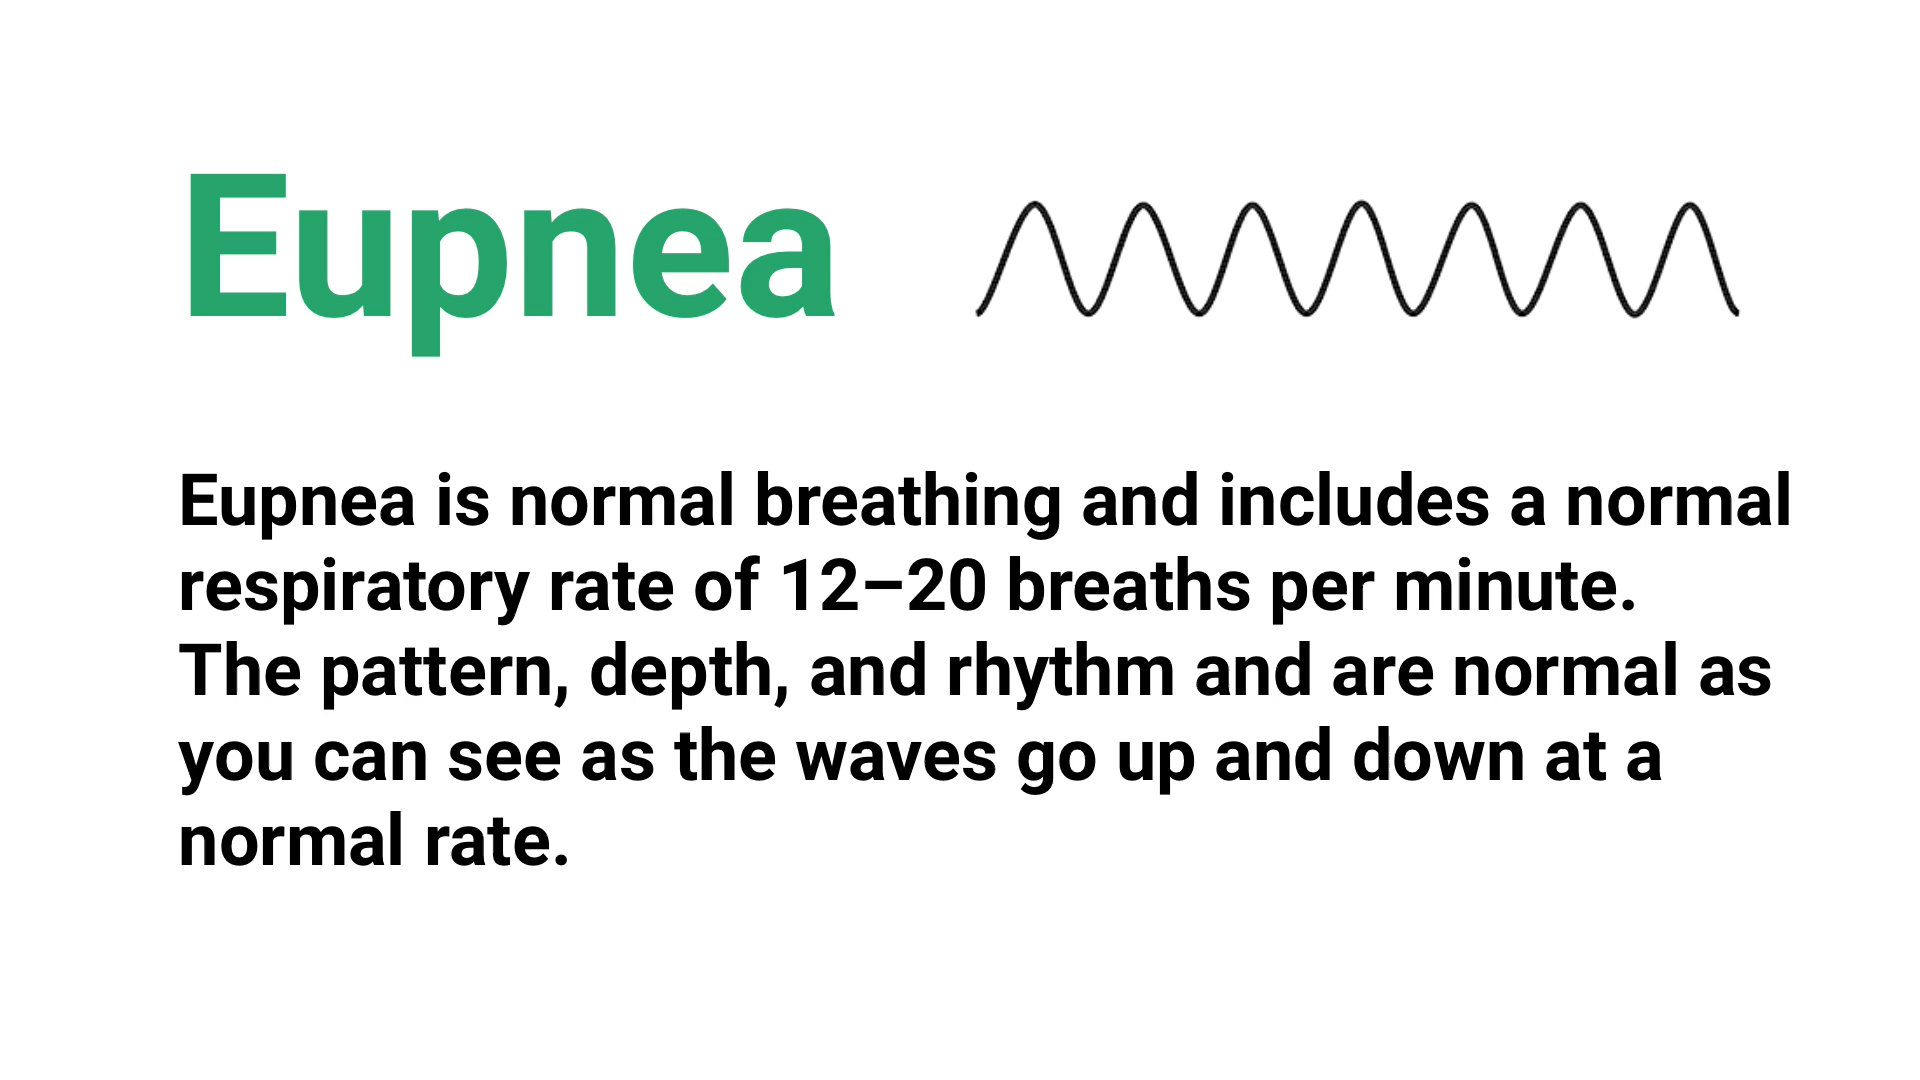 Eupnea
Eupnea is normal breathing and includes a normal
respiratory rate of 12–20 breaths per minute.
The pattern, depth, and rhythm and are normal as
you can see as the waves go up and down at a
normal rate.